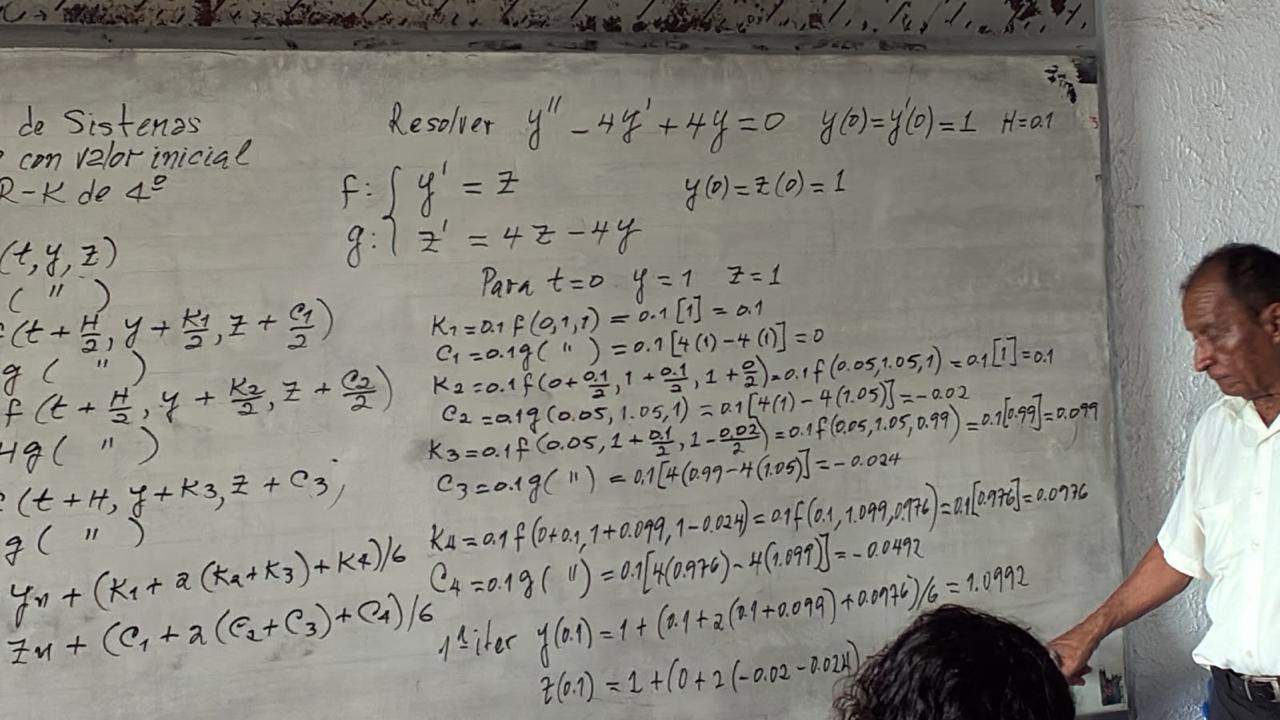 de Sistemas
con valor inicial
R-K de 4º
(t, y, z)
( " )
(t + H/2, y + K1/2, z + C1/2)
g ( " )
f (t + H/2, y + K2/2, z + C2/2)
Hg ( " )
(t + H, y + K3, z + C3)
g ( " )
yn + (K1 + 2(K2 + K3) + K4)/6
zn + (C1 + 2(C2 + C3) + C4)/6
Resolver y'' - 4y' + 4y = 0 y(0) = y'(0) = 1 H = 0.1
f: { y' = z y(0) = z(0) = 1
g: { z' = 4z - 4y
Para t = 0 y = 1 z = 1
K1 = 0.1 f(0,1,1) = 0.1 [1] = 0.1
C1 = 0.1g( " ) = 0.1[4(1) - 4(1)] = 0
K2 = 0.1 f(0 + 0.1/2, 1 + 0.1/2, 1 + 0/2) = 0.1 f(0.05, 1.05, 1) = 0.1[1] = 0.1
C2 = 0.1g(0.05, 1.05, 1) = 0.1[4(1) - 4(1.05)] = -0.02
K3 = 0.1 f(0.05, 1 + 0.1/2, 1 - 0.02/2) = 0.1f(0.05, 1.05, 0.99) = 0.1[0.99] = 0.099
C3 = 0.1g( " ) = 0.1[4(0.99 - 4(1.05)] = -0.024
K4 = 0.1 f(0+0.1, 1+0.099, 1-0.024) = 0.1f(0.1, 1.099, 0.976) = 0.1[0.976] = 0.0976
C4 = 0.1g( " ) = 0.1[4(0.976) - 4(1.099)] = -0.0492
1ª iter y(0.1) = 1 + (0.1 + 2(0.1 + 0.099) + 0.0976)/6 = 1.0992
z(0.1) = 1 + (0 + 2(-0.02 - 0.024)